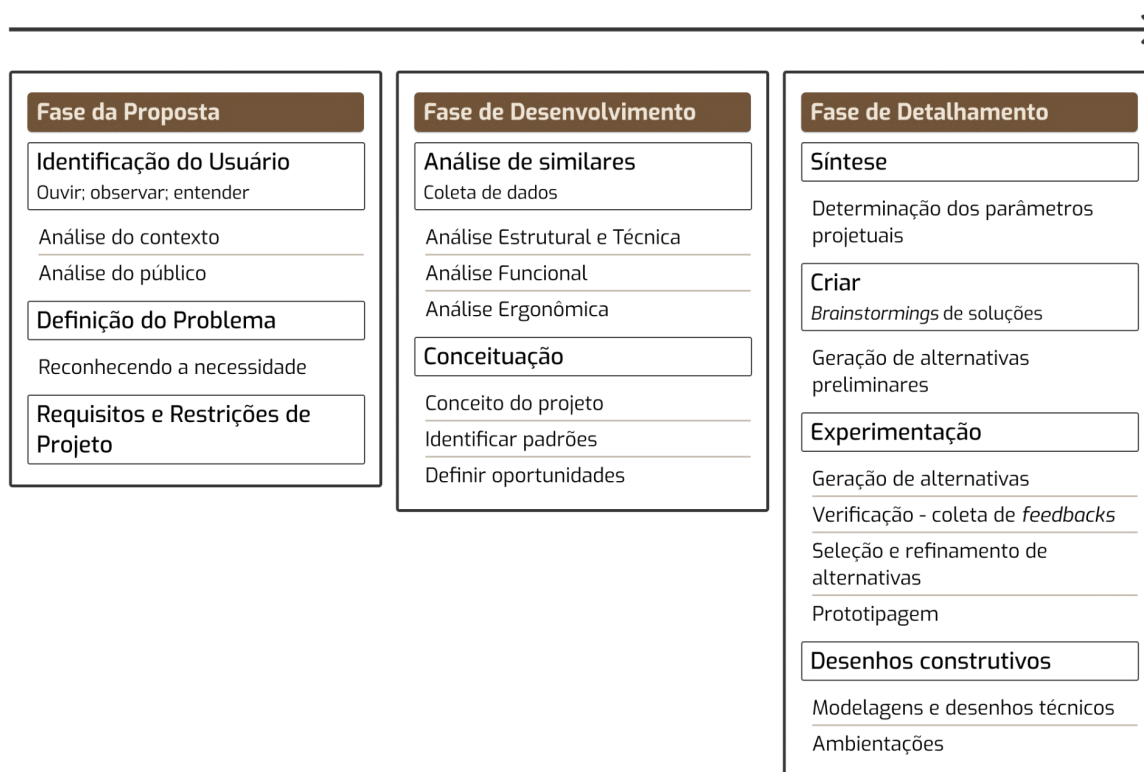 Fase da Proposta
Identificação do Usuário
Ouvir; observar; entender
Análise do contexto
Análise do público
Definição do Problema
Reconhecendo a necessidade
Requisitos e Restrições de
Projeto
Fase de Desenvolvimento
Análise de similares
Coleta de dados
Análise Estrutural e Técnica
Análise Funcional
Análise Ergonômica
Conceituação
Conceito do projeto
Identificar padrões
Definir oportunidades
Fase de Detalhamento
Síntese
Determinação dos parâmetros
projetuais
Criar
Brainstormings de soluções
Geração de alternativas
preliminares
Experimentação
Geração de alternativas
Verificação - coleta de feedbacks
Seleção e refinamento de
alternativas
Prototipagem
Desenhos construtivos
Modelagens e desenhos técnicos
Ambientações